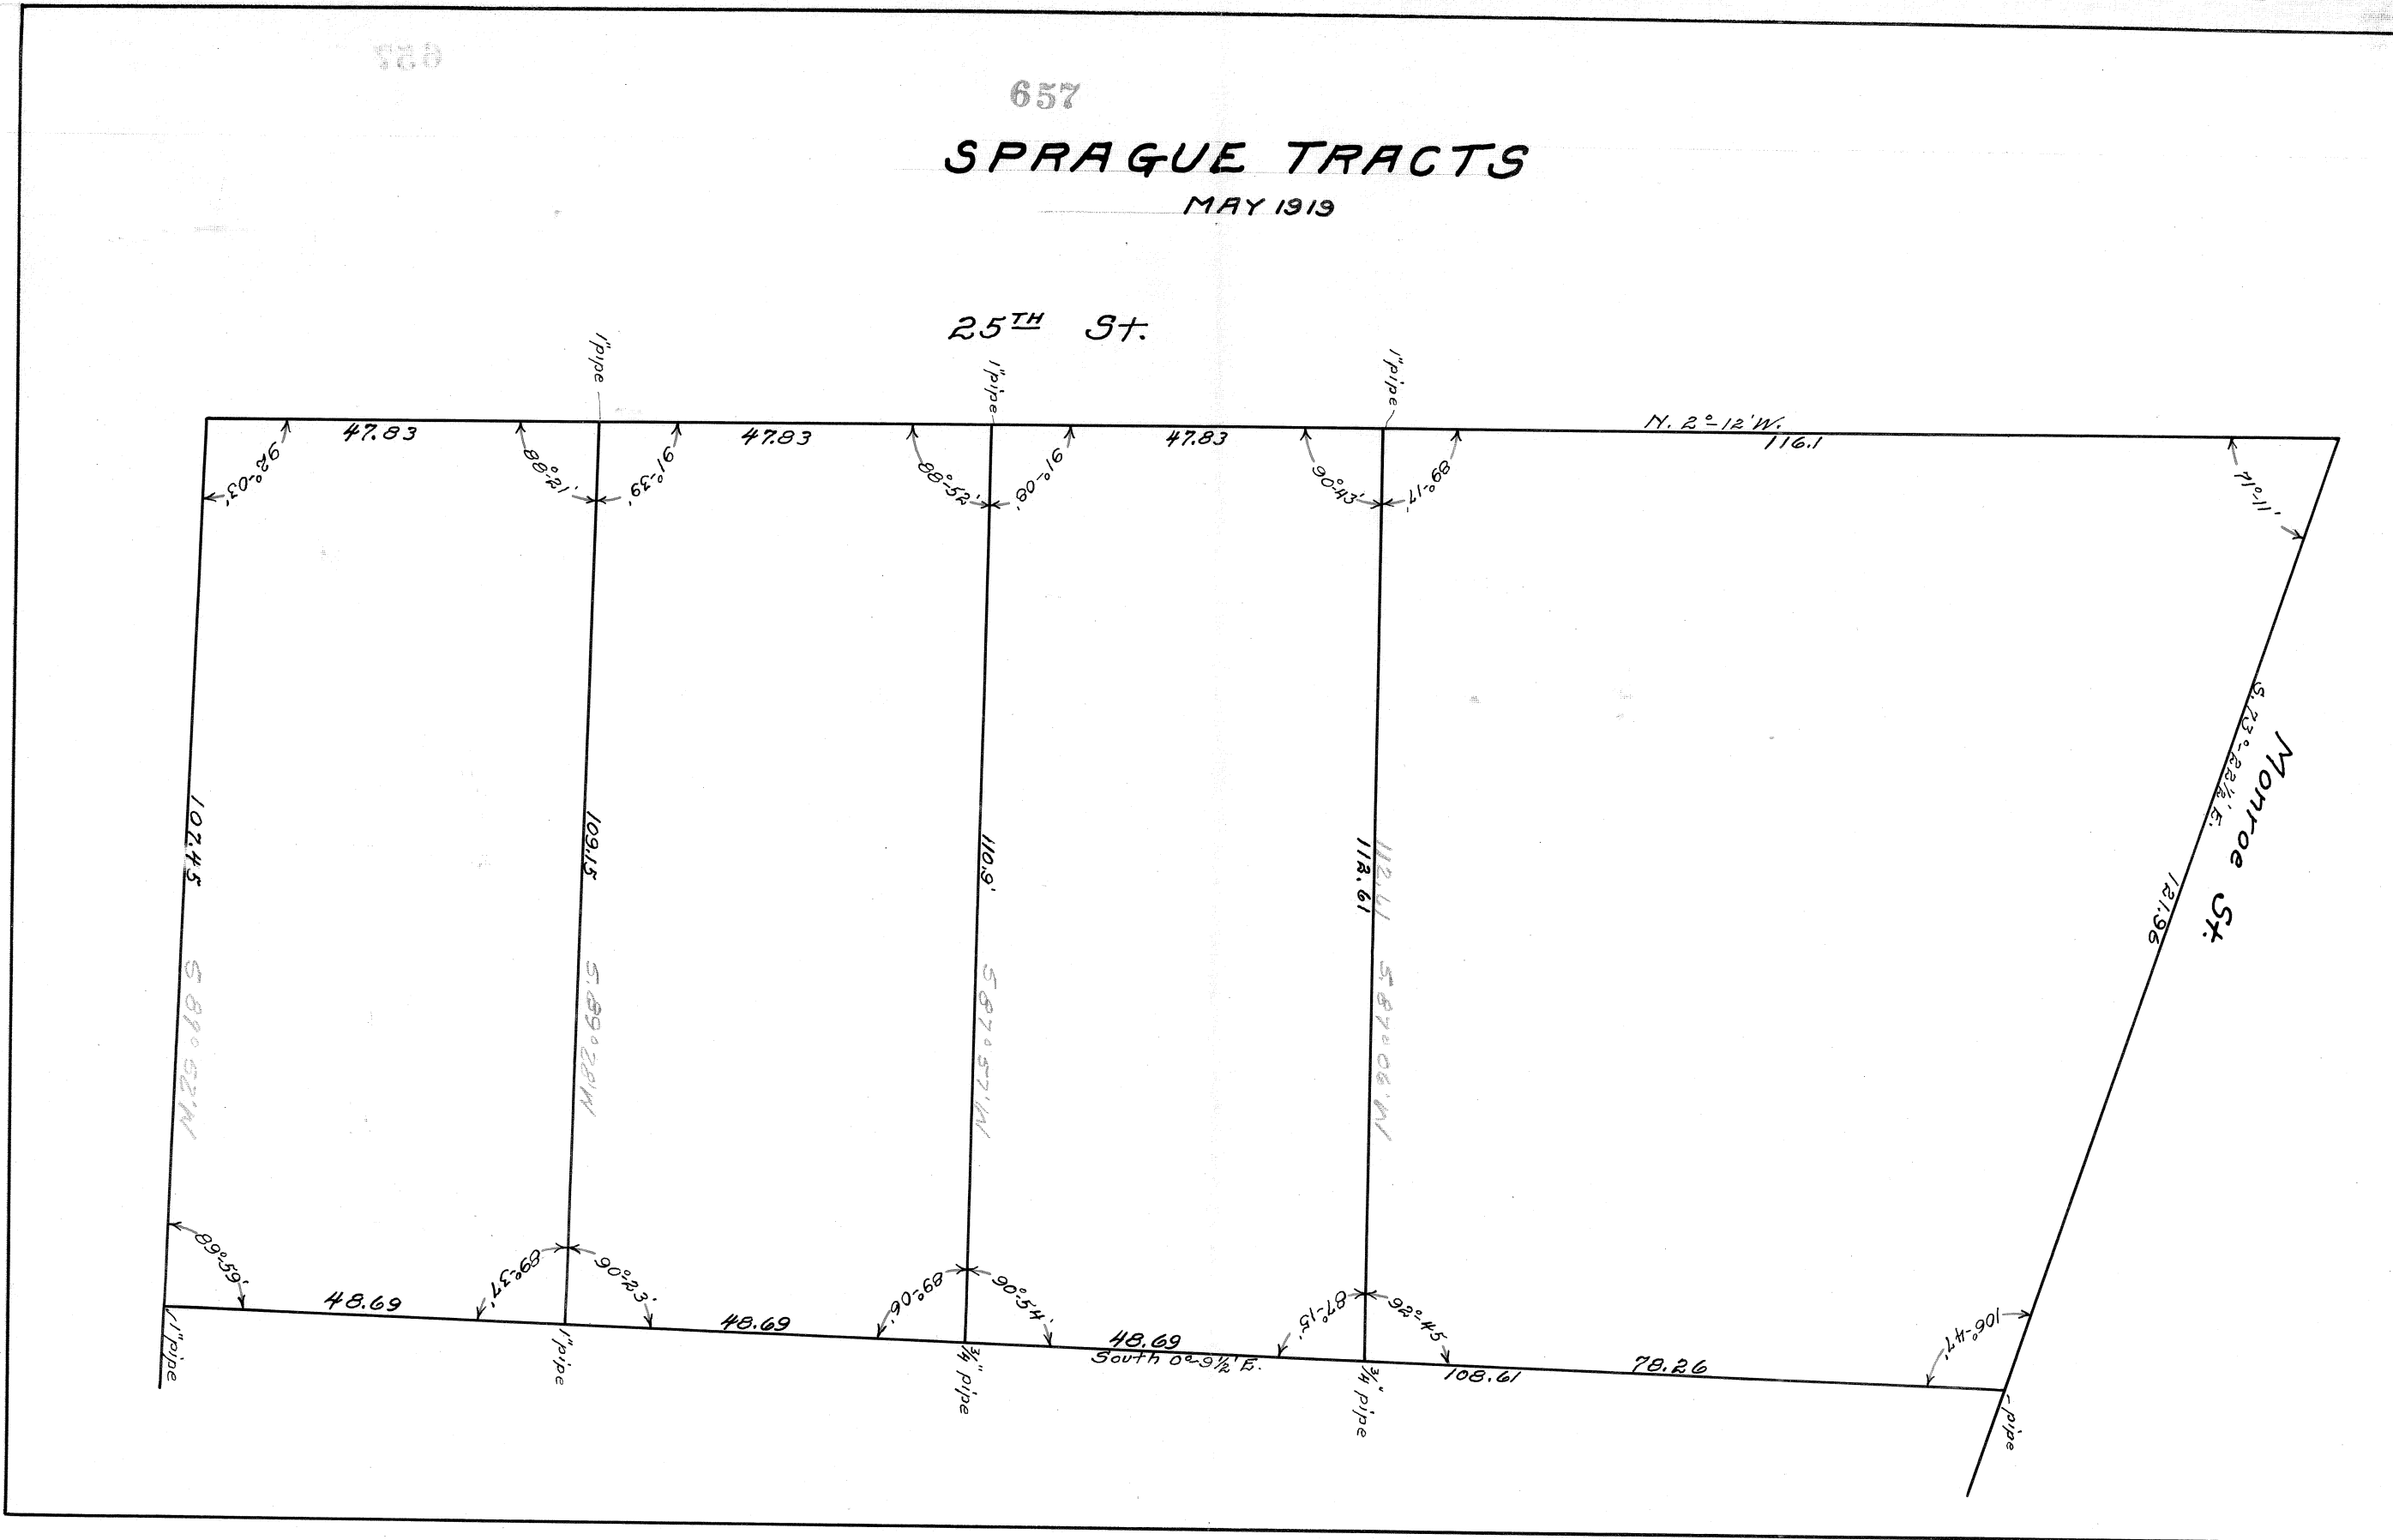 657
657
SPRAGUE TRACTS
MAY 1919
25TH St.
1"pipe
1"pipe
1"pipe
47.83
47.83
47.83
N. 2°-12'W.
116.1
92°-03'
88°-21'
91°-39'
88°-52'
91°-08'
90°-43'
89°-17'
71°-11'
107.45
S 89°52'W
109.15
S.89°28'W
110.9'
S 87°57'W
112.61
112.61 S.87°06'W
S.73°-22½'E.
121.96
Monroe St.
89°-59'
89°-37'
90°-23'
89°-06'
90°-54'
87°-15'
92°-45'
106°-47'
48.69
48.69
48.69
South 0°-9½'E.
108.61
78.26
1"pipe
1"pipe
3/4" pipe
3/4" pipe
pipe